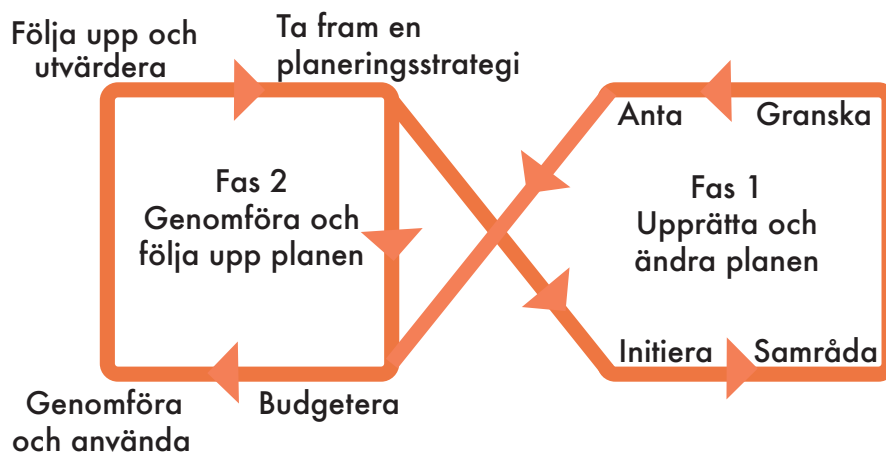 Följa upp och
utvärdera
Ta fram en
planeringsstrategi
Anta
Granska
Fas 2
Genomföra och
följa upp planen
Fas 1
Upprätta och
ändra planen
Initiera
Samråda
Genomföra
och använda
Budgetera